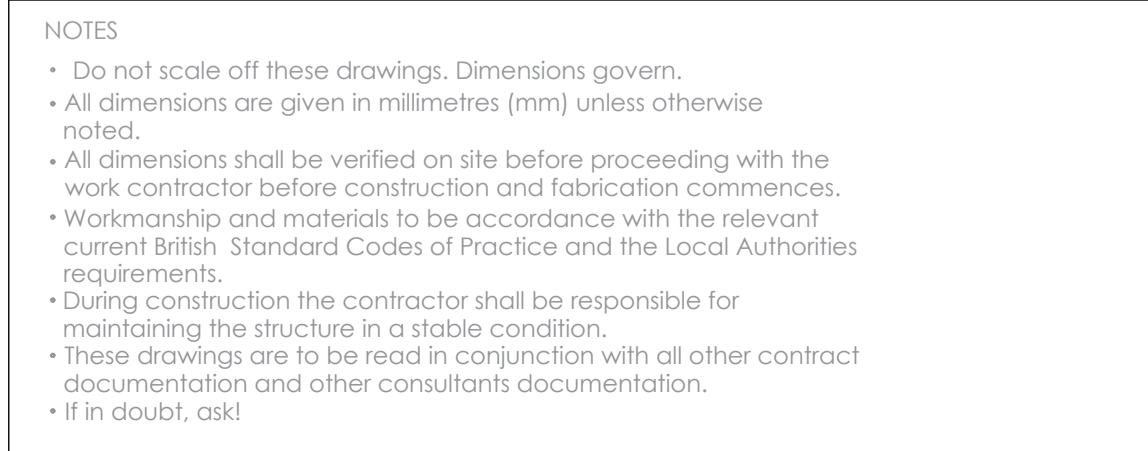 NOTES
• Do not scale off these drawings. Dimensions govern.
• All dimensions are given in millimetres (mm) unless otherwise
noted.
• All dimensions shall be verified on site before proceeding with the
work contractor before construction and fabrication commences.
• Workmanship and materials to be accordance with the relevant
current British  Standard Codes of Practice and the Local Authorities
requirements.
• During construction the contractor shall be responsible for
maintaining the structure in a stable condition.
• These drawings are to be read in conjunction with all other contract
documentation and other consultants documentation.
• If in doubt, ask!